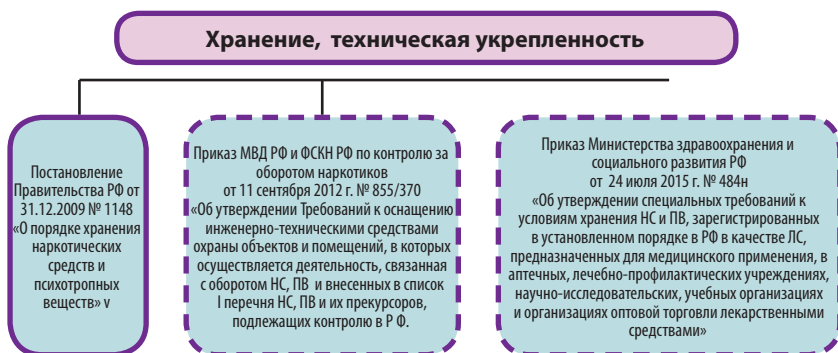 Хранение, техническая укрепленность
Постановление
Правительства РФ от
31.12.2009 № 1148
«О порядке хранения
наркотических
средств и
психотропных
веществ» v
Приказ МВД РФ и ФСКН РФ по контролю за
оборотом наркотиков
от 11 сентября 2012 г. № 855/370
«Об утверждении Требований к оснащению
инженерно-техническими средствами
охраны объектов и помещений, в которых
осуществляется деятельность, связанная
с оборотом НС, ПВ и внесенных в список
I перечня НС, ПВ и их прекурсоров,
подлежащих контролю в Р Ф.
Приказ Министерства здравоохранения и
социального развития РФ
от 24 июля 2015 г. № 484н
«Об утверждении специальных требований к
условиям хранения НС и ПВ, зарегистрированных
в установленном порядке в РФ в качестве ЛС,
предназначенных для медицинского применения, в
аптечных, лечебно-профилактических учреждениях,
научно-исследовательских, учебных организациях
и организациях оптовой торговли лекарственными
средствами»